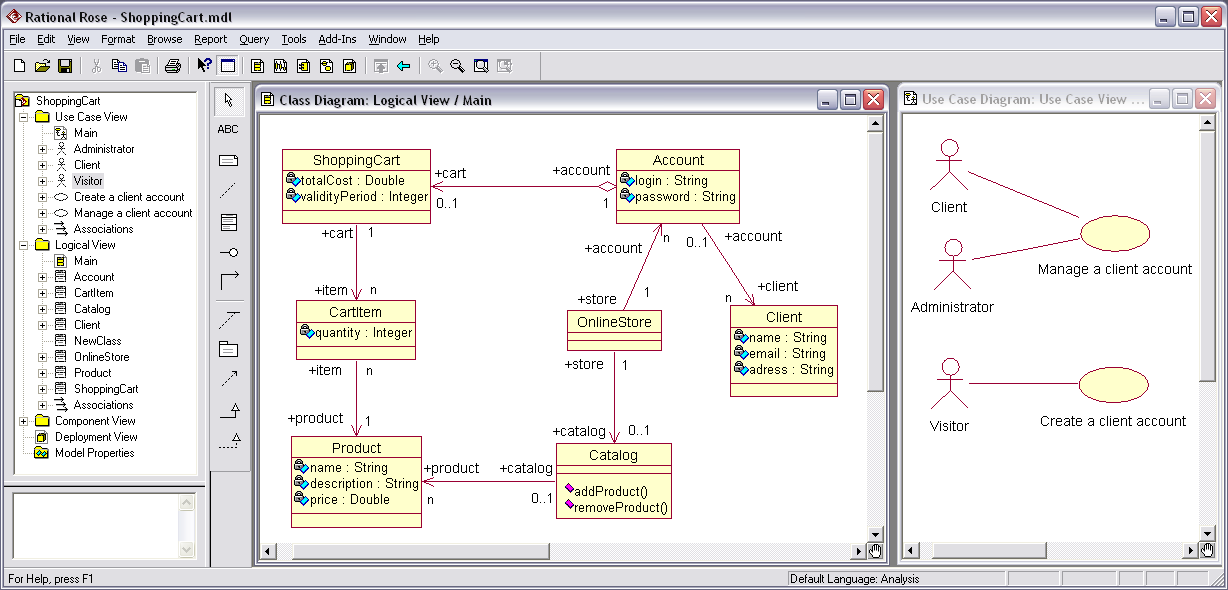 Rational Rose - ShoppingCart.mdl
File Edit View Format Browse Report Query Tools Add-Ins Window Help
ShoppingCart
Use Case View
Main
Administrator
Client
Visitor
Create a client account
Manage a client account
Associations
Logical View
Main
Account
CartItem
Catalog
Client
NewClass
OnlineStore
Product
ShoppingCart
Associations
Component View
Deployment View
Model Properties
ABC
Class Diagram: Logical View / Main
ShoppingCart
totalCost : Double
validityPeriod : Integer
+cart
0..1
+account
1
Account
login : String
password : String
+cart 1
+item n
CartItem
quantity : Integer
+item n
+product 1
Product
name : String
description : String
price : Double
+account n
0..1 +account
+store 1
OnlineStore
+store 1
+client
n
Client
name : String
email : String
adress : String
+catalog 0..1
Catalog
addProduct()
removeProduct()
+product +catalog
n 0..1
Use Case Diagram: Use Case View ...
Client
Manage a client account
Administrator
Visitor
Create a client account
For Help, press F1
Default Language: Analysis